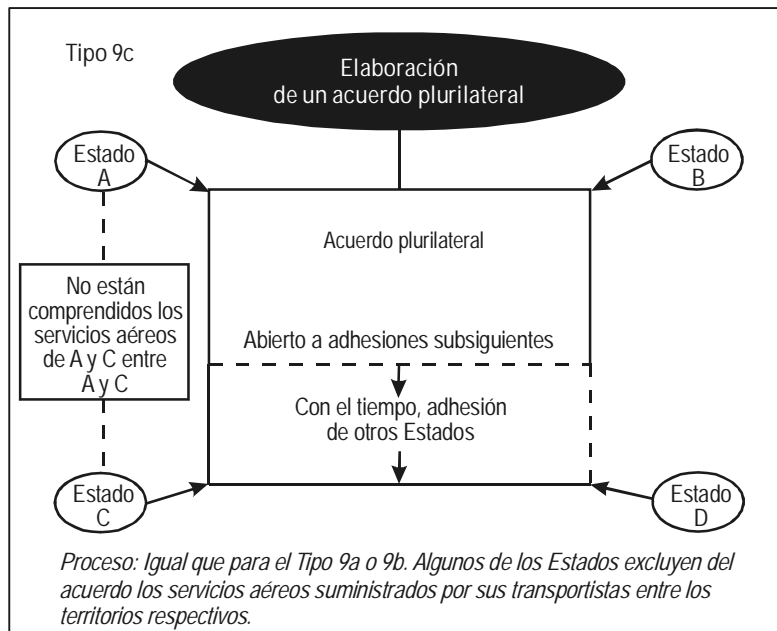 Tipo 9c
Elaboración
de un acuerdo plurilateral
Estado
A
Estado
B
Acuerdo plurilateral
No están
comprendidos los
servicios aéreos
de A y C entre
A y C
Abierto a adhesiones subsiguientes
Con el tiempo, adhesión
de otros Estados
Estado
C
Estado
D
Proceso: Igual que para el Tipo 9a o 9b. Algunos de los Estados excluyen del
acuerdo los servicios aéreos suministrados por sus transportistas entre los
territorios respectivos.